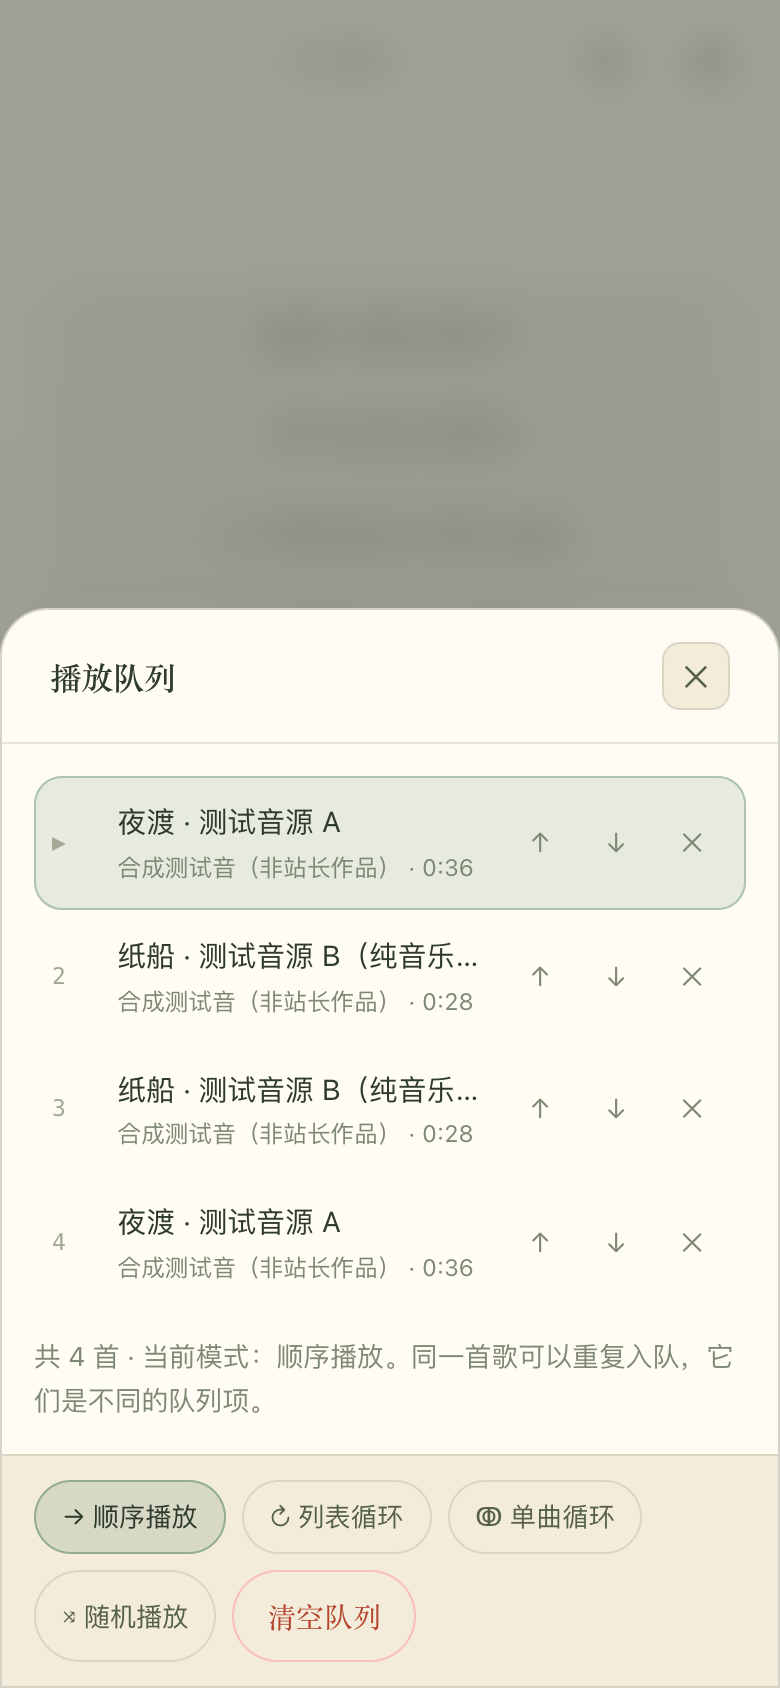 播放队列
夜渡 · 测试音源 A
合成测试音（非站长作品） · 0:36
2
纸船 · 测试音源 B（纯音乐…
合成测试音（非站长作品） · 0:28
3
纸船 · 测试音源 B（纯音乐…
合成测试音（非站长作品） · 0:28
4
夜渡 · 测试音源 A
合成测试音（非站长作品） · 0:36
共 4 首 · 当前模式：顺序播放。同一首歌可以重复入队，它
们是不同的队列项。
→ 顺序播放
↻ 列表循环
单曲循环
随机播放
清空队列